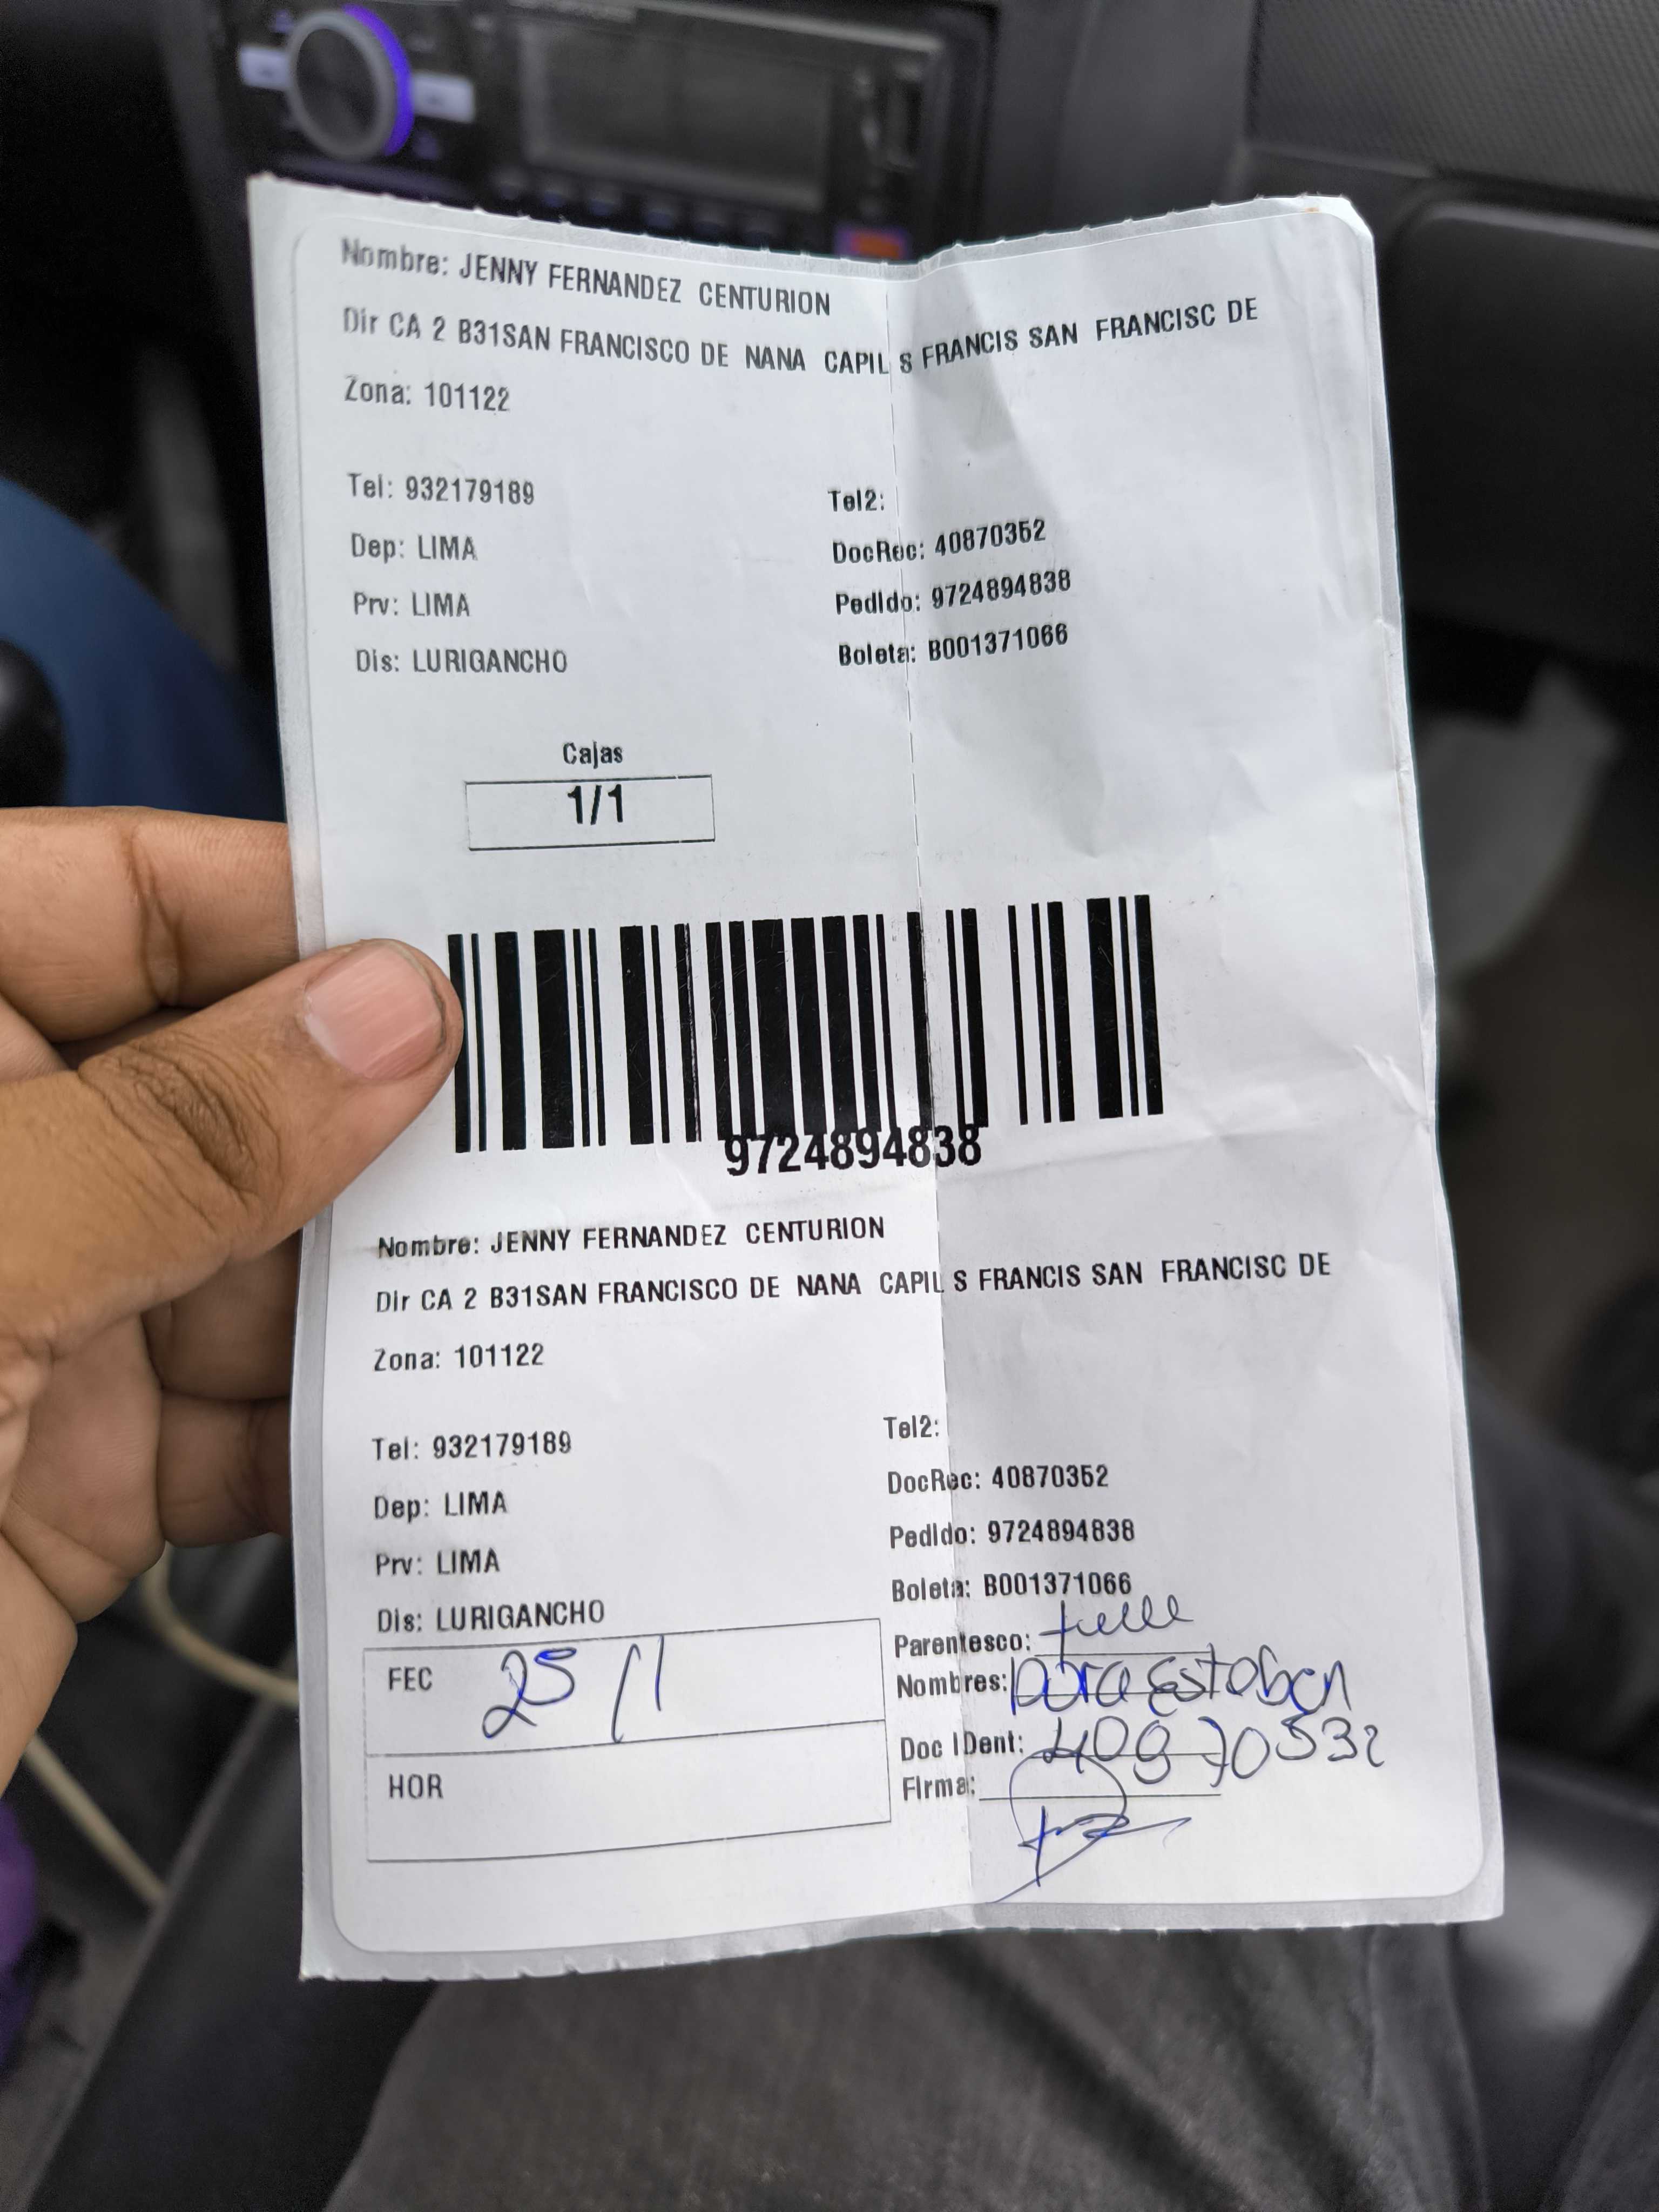 Nombre: JENNY FERNANDEZ CENTURION
Dir CA 2 B31SAN FRANCISCO DE NANA CAPIL S FRANCIS SAN FRANCISC DE
Zona: 101122
Tel: 932179189 Tel2:
Dep: LIMA DocRec: 40870352
Prv: LIMA Pedido: 9724894838
Dis: LURIGANCHO Boleta: B001371066
Cajas
1/1
9724894838
Nombre: JENNY FERNANDEZ CENTURION
Dir CA 2 B31SAN FRANCISCO DE NANA CAPIL S FRANCIS SAN FRANCISC DE
Zona: 101122
Tel: 932179189 Tel2:
Dep: LIMA DocRec: 40870352
Prv: LIMA Pedido: 9724894838
Dis: LURIGANCHO Boleta: B001371066
FEC 25/1 Parentesco:
Nombres: Estoban
HOR Doc IDent: 40870532
Firma: